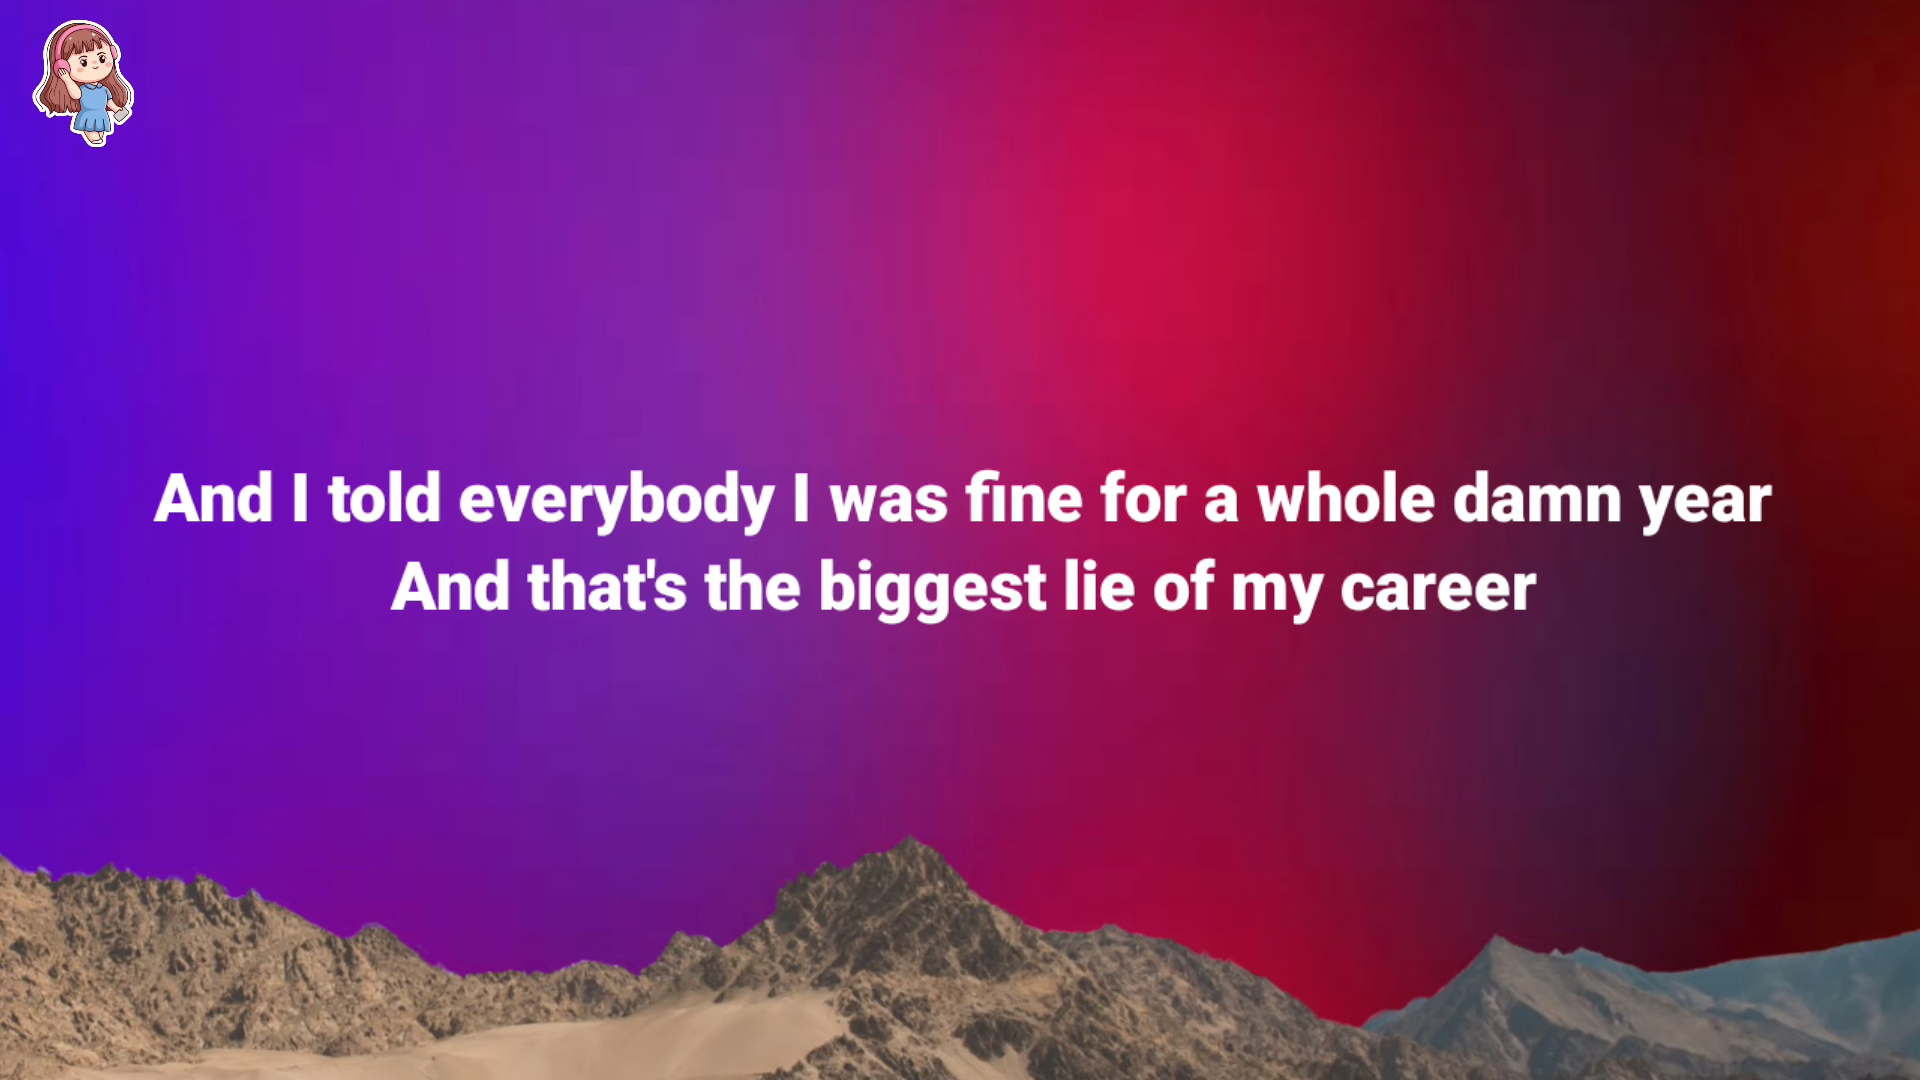 And I told everybody I was fine for a whole damn year
And that's the biggest lie of my career